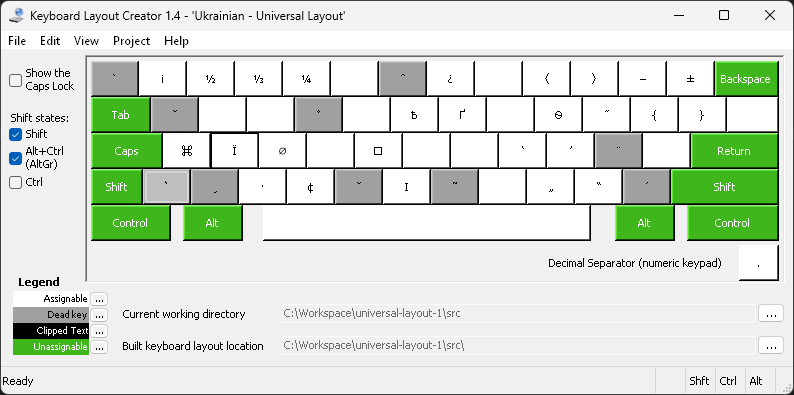 Keyboard Layout Creator 1.4 - 'Ukrainian - Universal Layout'
File Edit View Project Help
Show the Caps Lock
Shift states:
Shift
Alt+Ctrl (AltGr)
Ctrl
¡ ½ ⅓ ¼ ¿ ⟨ ⟩ − ± Backspace
Tab ѣ ґ ѳ { }
Caps ⌘ Ї ∅ □ Return
Shift · ¢ І „ “ Shift
Control Alt Alt Control
Decimal Separator (numeric keypad) .
Legend
Assignable ...
Dead key ...
Clipped Text ...
Unassignable ...
Current working directory C:\Workspace\universal-layout-1\src ...
Built keyboard layout location C:\Workspace\universal-layout-1\src\ ...
Ready Shft Ctrl Alt